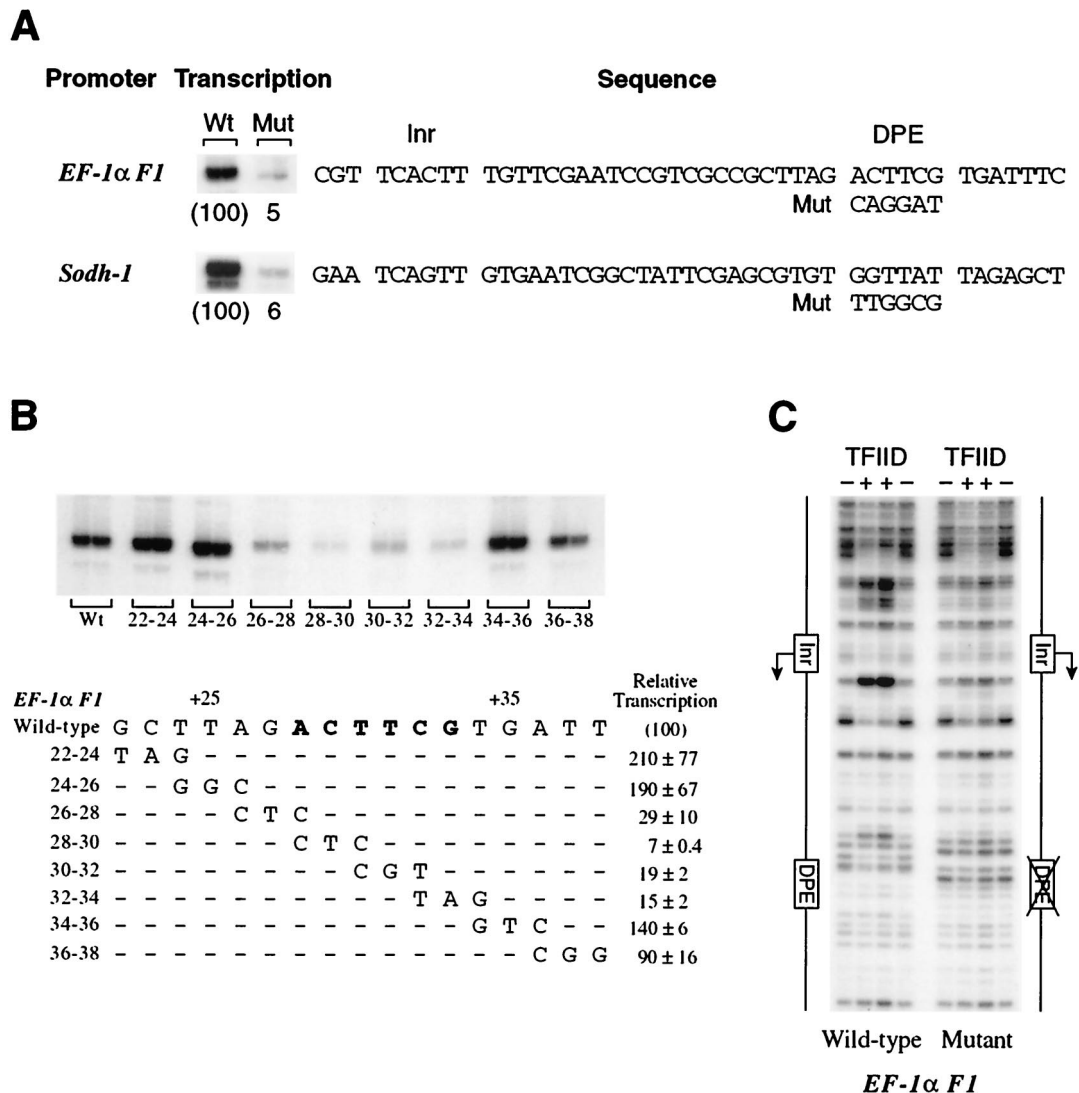 A
Promoter Transcription Sequence
Wt Mut Inr DPE
EF-1α F1 CGT TCACTT TGTTCGAATCCGTCGCCGCTTAG ACTTCG TGATTTC
Mut CAGGAT
(100) 5
Sodh-1 GAA TCAGTT GTGAATCGGCTATTCGAGCGTGT GGTTAT TAGAGCT
Mut TTGGCG
(100) 6
B
Wt 22-24 24-26 26-28 28-30 30-32 32-34 34-36 36-38
EF-1α F1 +25 +35 Relative Transcription
Wild-type G C T T A G A C T T C G T G A T T (100)
22-24 T A G - - - - - - - - - - - - - - 210 ± 77
24-26 - - G G C - - - - - - - - - - - - 190 ± 67
26-28 - - - - C T C - - - - - - - - - - 29 ± 10
28-30 - - - - - - C T C - - - - - - - - 7 ± 0.4
30-32 - - - - - - - - C G T - - - - - - 19 ± 2
32-34 - - - - - - - - - - T A G - - - - 15 ± 2
34-36 - - - - - - - - - - - - G T C - - 140 ± 6
36-38 - - - - - - - - - - - - - - C G G 90 ± 16
C
TFIID TFIID
- + + - - + + -
Inr Inr
DPE DPE
Wild-type Mutant
EF-1α F1